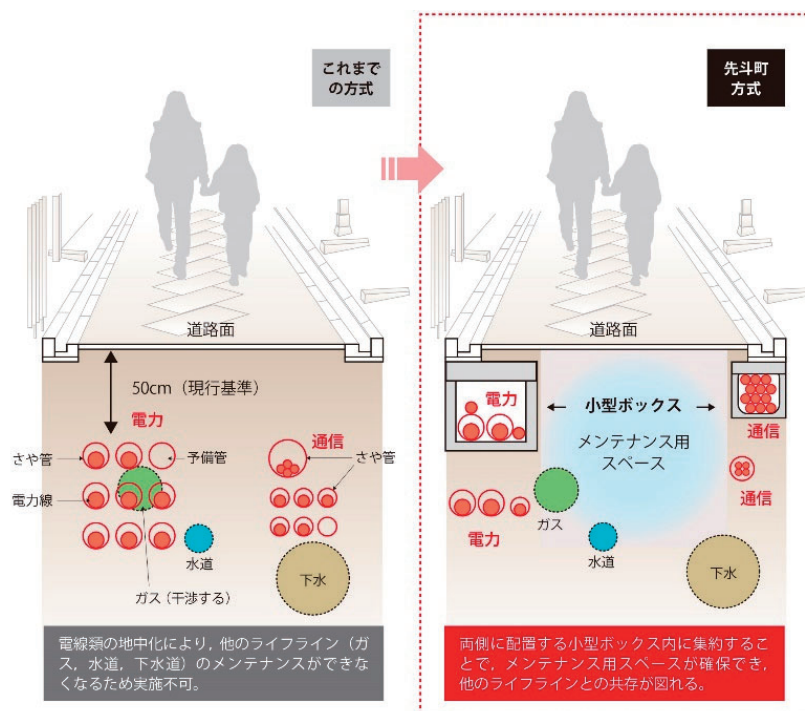 これまで
の方式
道路面
50cm（現行基準）
電力
通信
さや管
予備管
さや管
電力線
水道
ガス（干渉する）
下水
電線類の地中化により，他のライフライン（ガ
ス，水道，下水道）のメンテナンスができな
くなるため実施不可。
先斗町
方式
道路面
電力
小型ボックス
通信
メンテナンス用
スペース
通信
電力
ガス
水道
下水
両側に配置する小型ボックス内に集約するこ
とで，メンテナンス用スペースが確保でき，
他のライフラインとの共存が図れる。